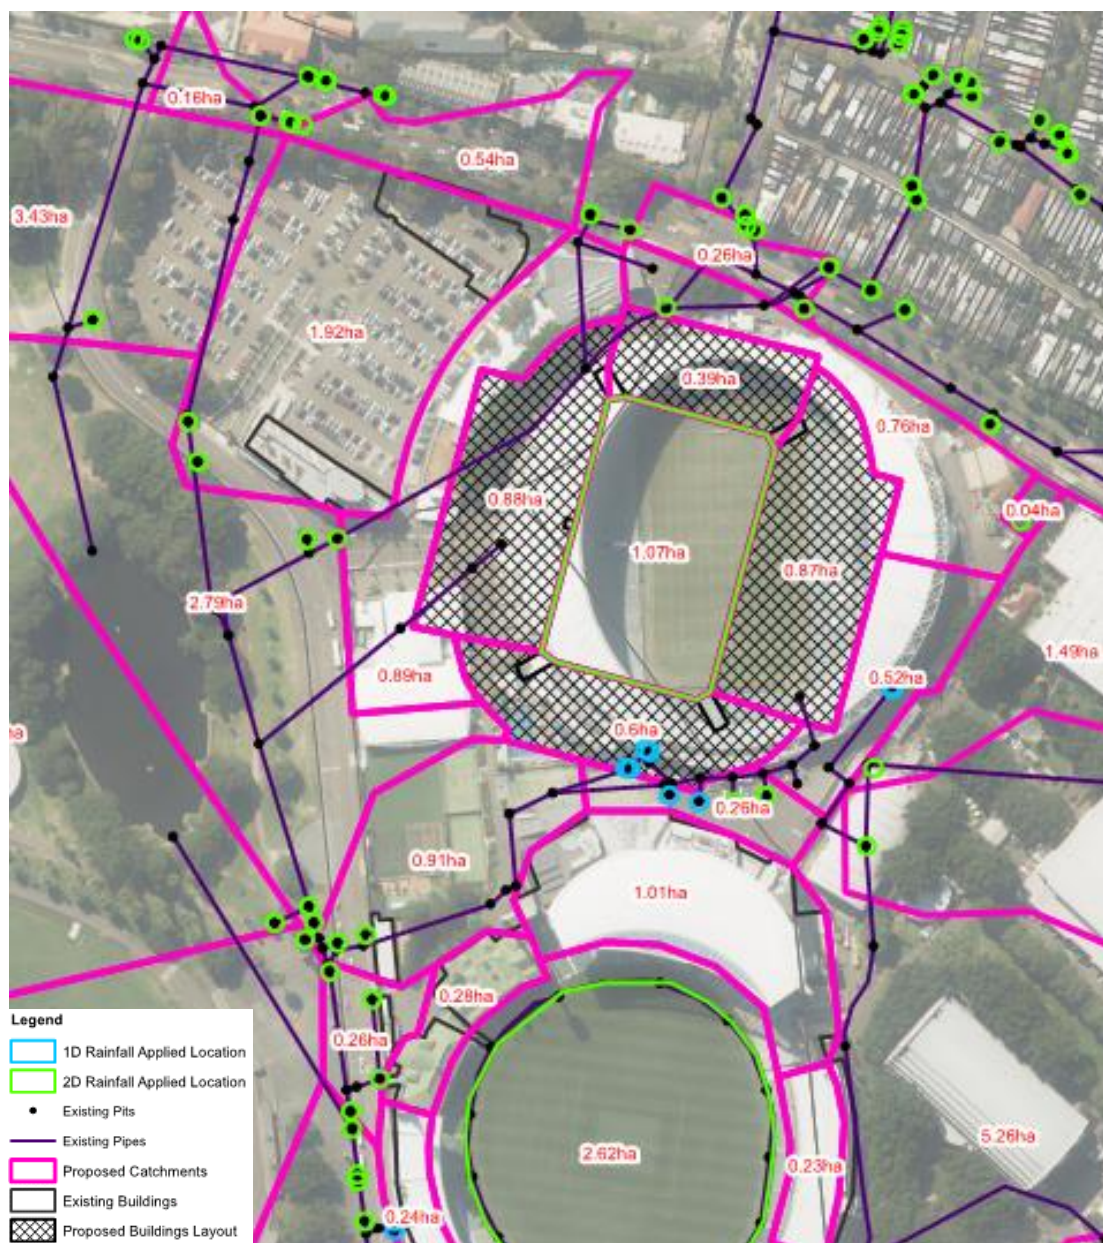 0.16ha
0.54ha
3.43ha
0.26ha
1.92ha
0.39ha
0.76ha
0.88ha
0.04ha
1.07ha
0.87ha
2.79ha
1.49ha
0.89ha
0.52ha
0.6ha
0.26ha
0.91ha
1.01ha
0.28ha
0.26ha
5.26ha
2.62ha
0.23ha
0.24ha
Legend
1D Rainfall Applied Location
2D Rainfall Applied Location
Existing Pits
Existing Pipes
Proposed Catchments
Existing Buildings
Proposed Buildings Layout